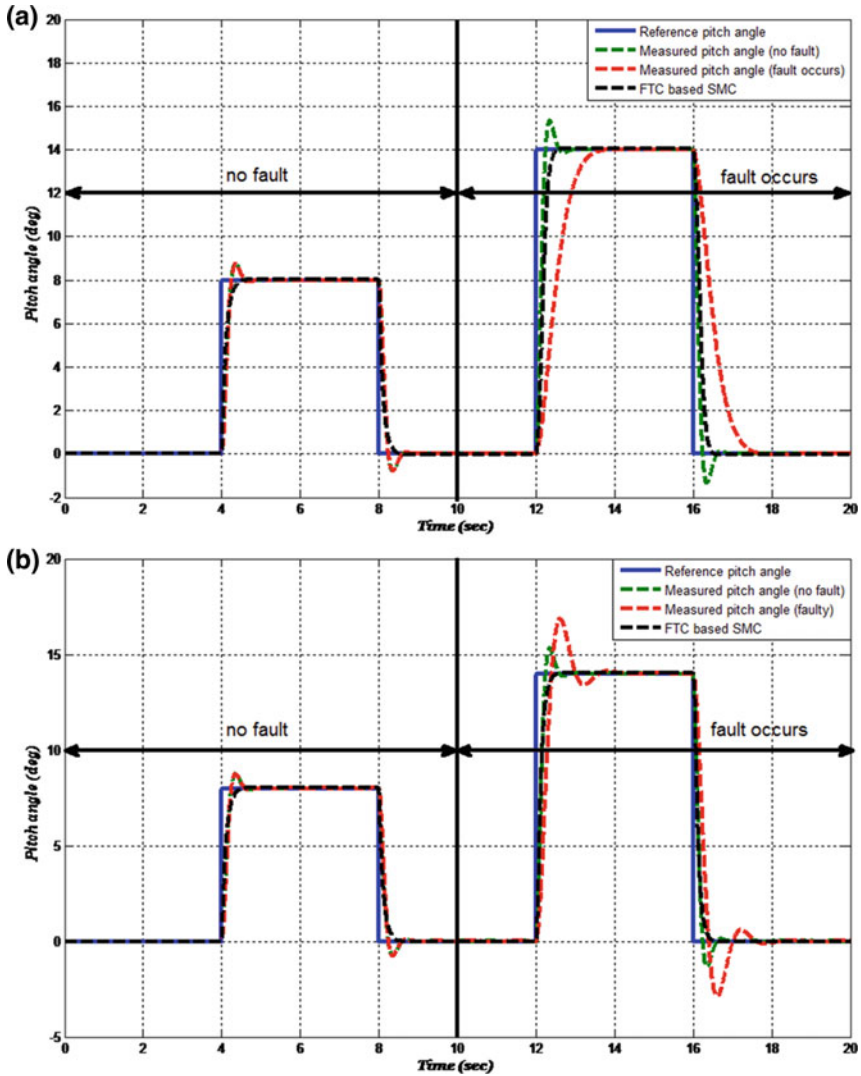 (a)
20
18
16
14
12
10
8
6
4
2
0
-2
Pitch angle (deg)
Reference pitch angle
Measured pitch angle (no fault)
Measured pitch angle (fault occurs)
FTC based SMC
no fault
fault occurs
0 2 4 6 8 10 12 14 16 18 20
Time (sec)
(b)
20
15
10
5
0
-5
Pitch angle (deg)
Reference pitch angle
Measured pitch angle (no fault)
Measured pitch angle (faulty)
FTC based SMC
no fault
fault occurs
0 2 4 6 8 10 12 14 16 18 20
Time (sec)